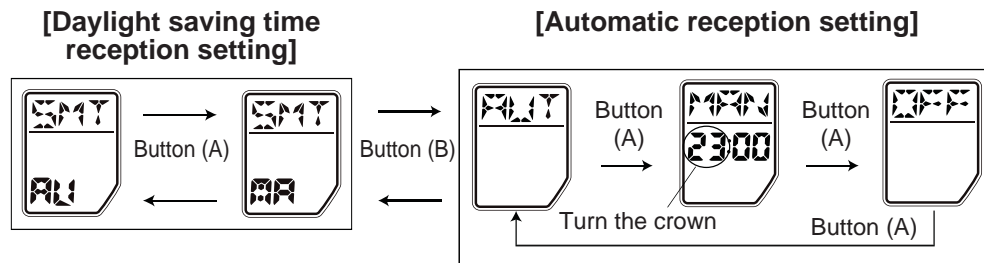 [Daylight saving time
reception setting]
[Automatic reception setting]
SMT
AU
Button (A)
SMT
MA
Button (B)
AUT
Button
(A)
MAN
23:00
Turn the crown
Button
(A)
OFF
Button (A)